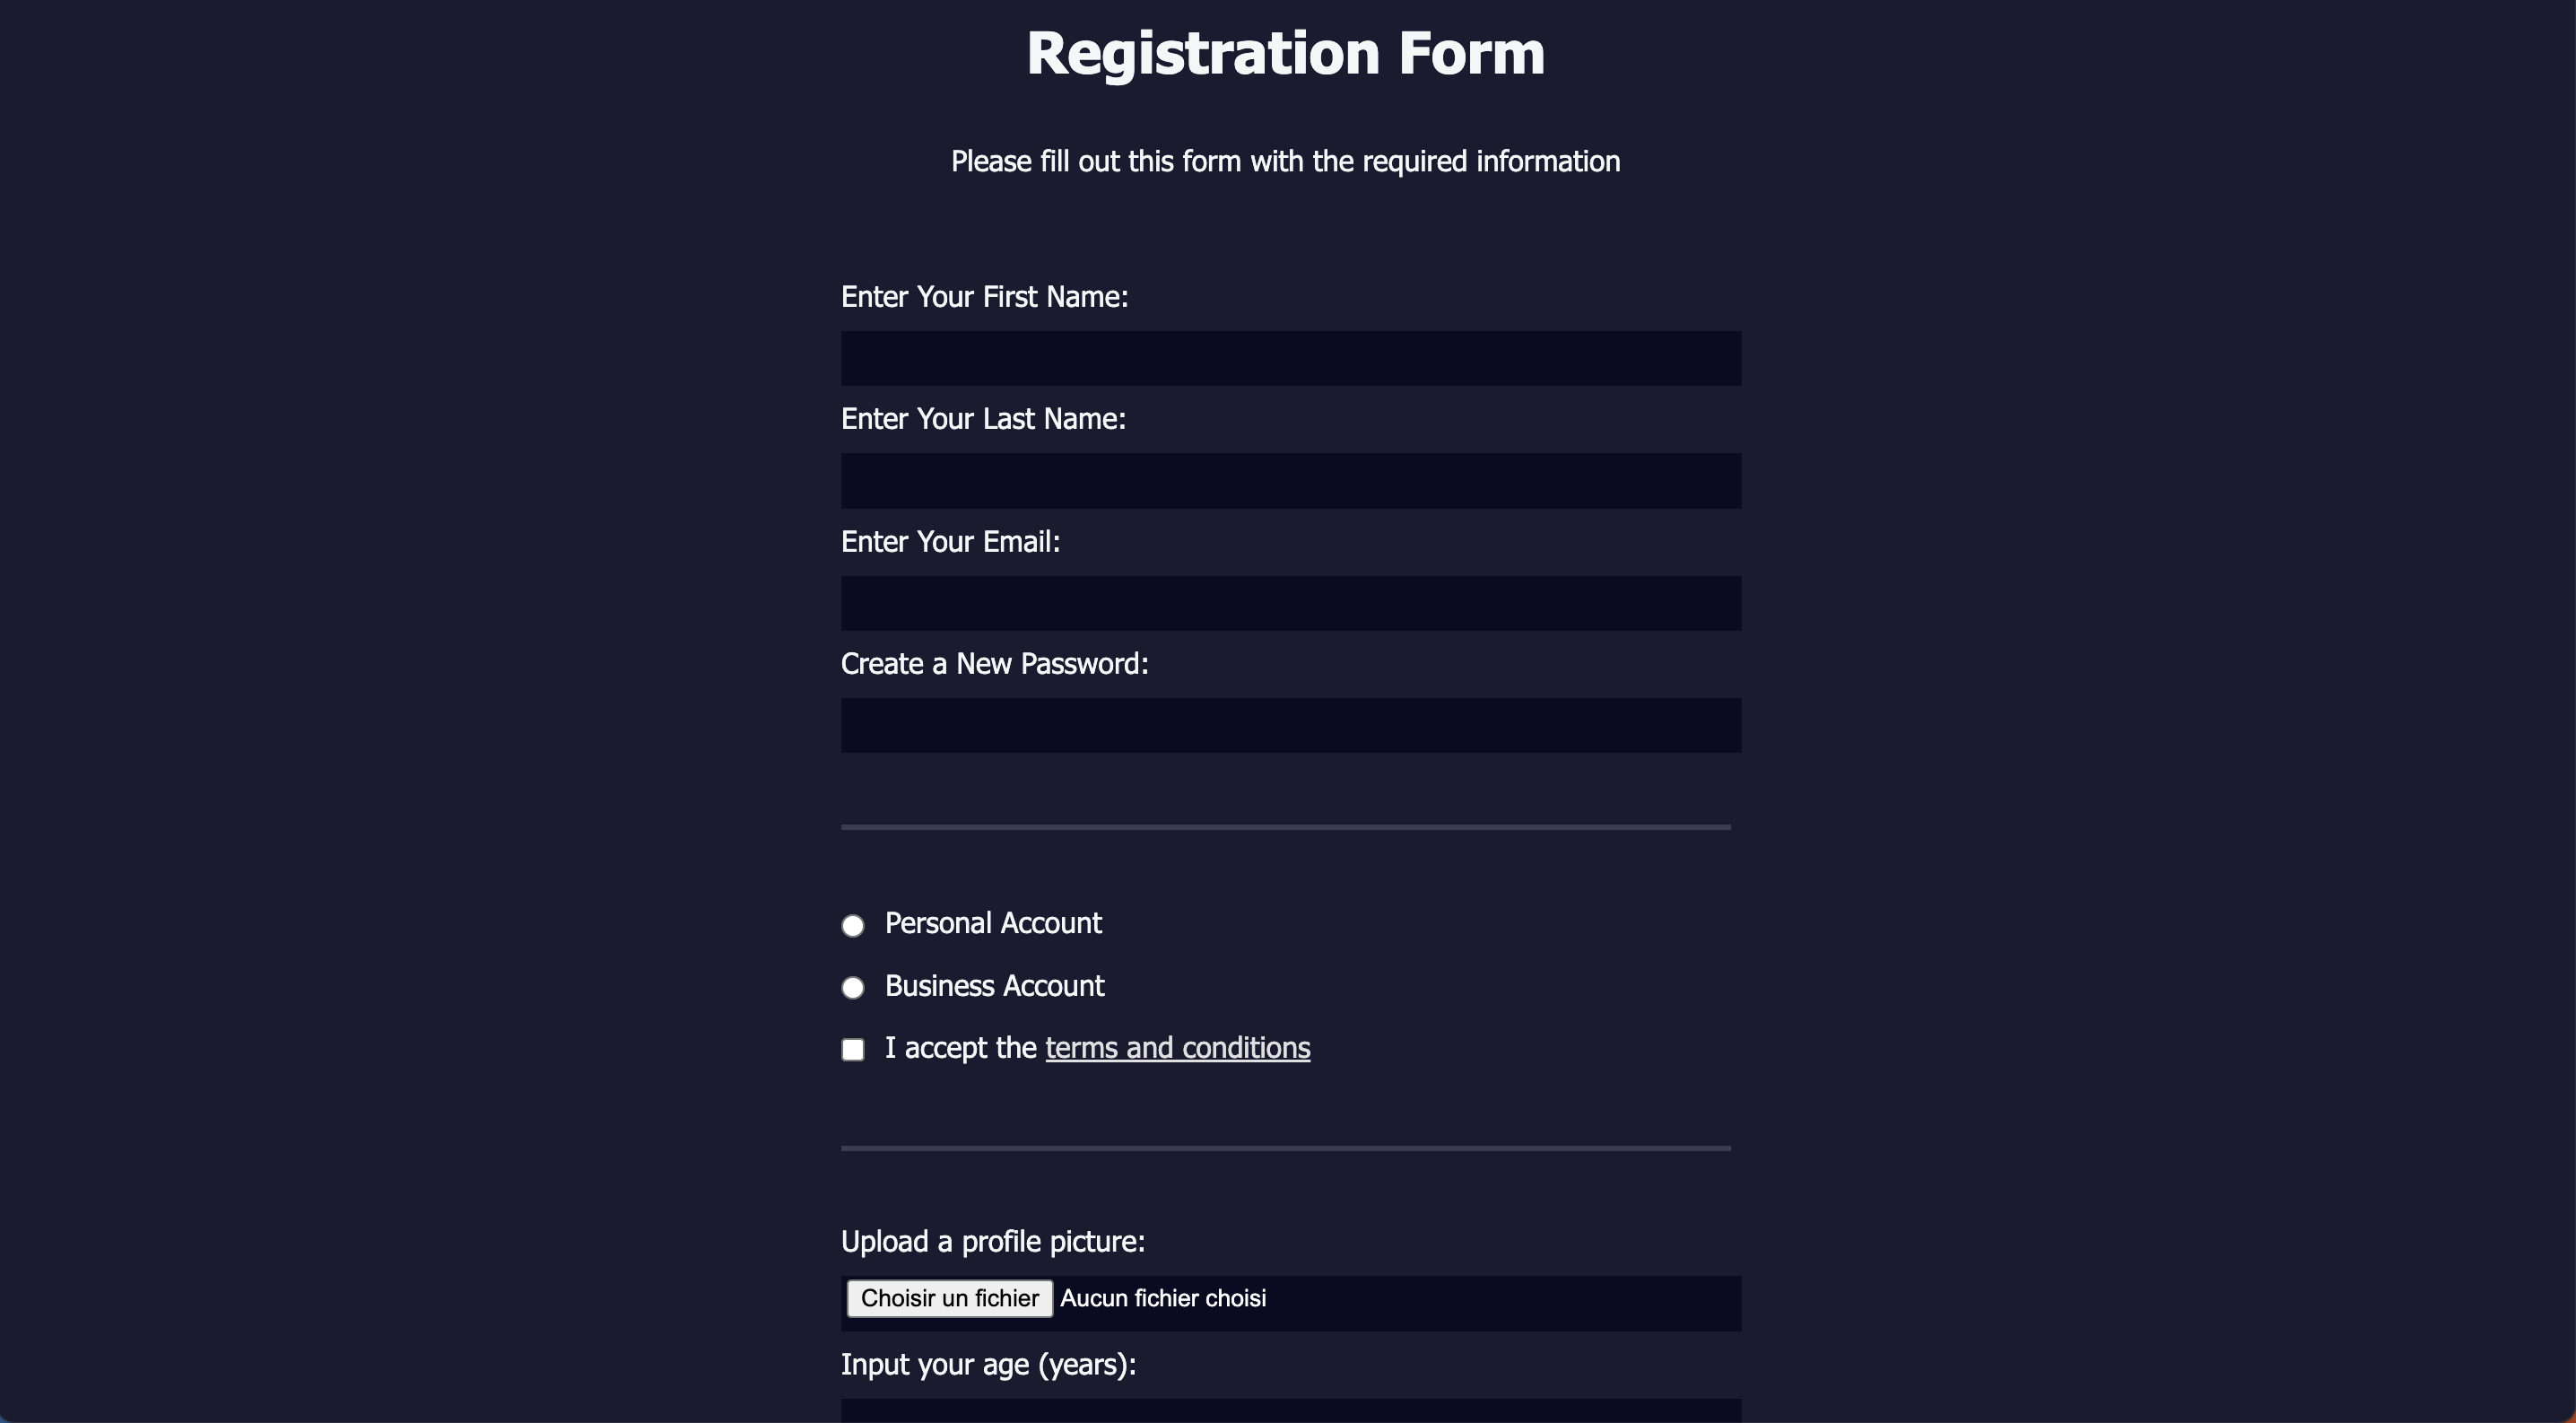 Registration Form
Please fill out this form with the required information
Enter Your First Name:
Enter Your Last Name:
Enter Your Email:
Create a New Password:
Personal Account
Business Account
I accept the terms and conditions
Upload a profile picture:
Choisir un fichier Aucun fichier choisi
Input your age (years):